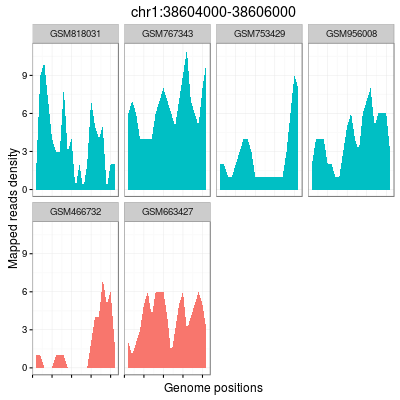 chr1:38604000-38606000
GSM818031 GSM767343 GSM753429 GSM956008
9
6
3
0
GSM466732 GSM663427
9
6
3
0
Mapped reads density
Genome positions